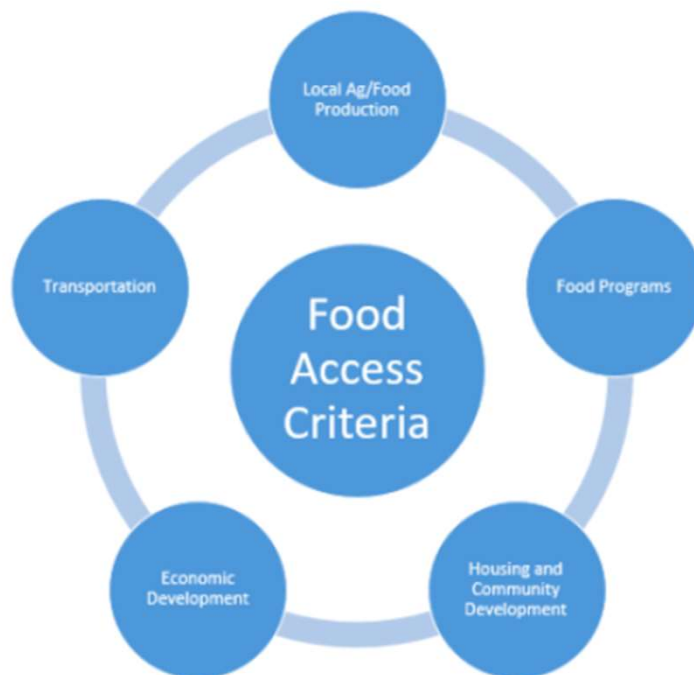 Local Ag/Food
Production
Transportation
Food Programs
Food
Access
Criteria
Economic
Development
Housing and
Community
Development